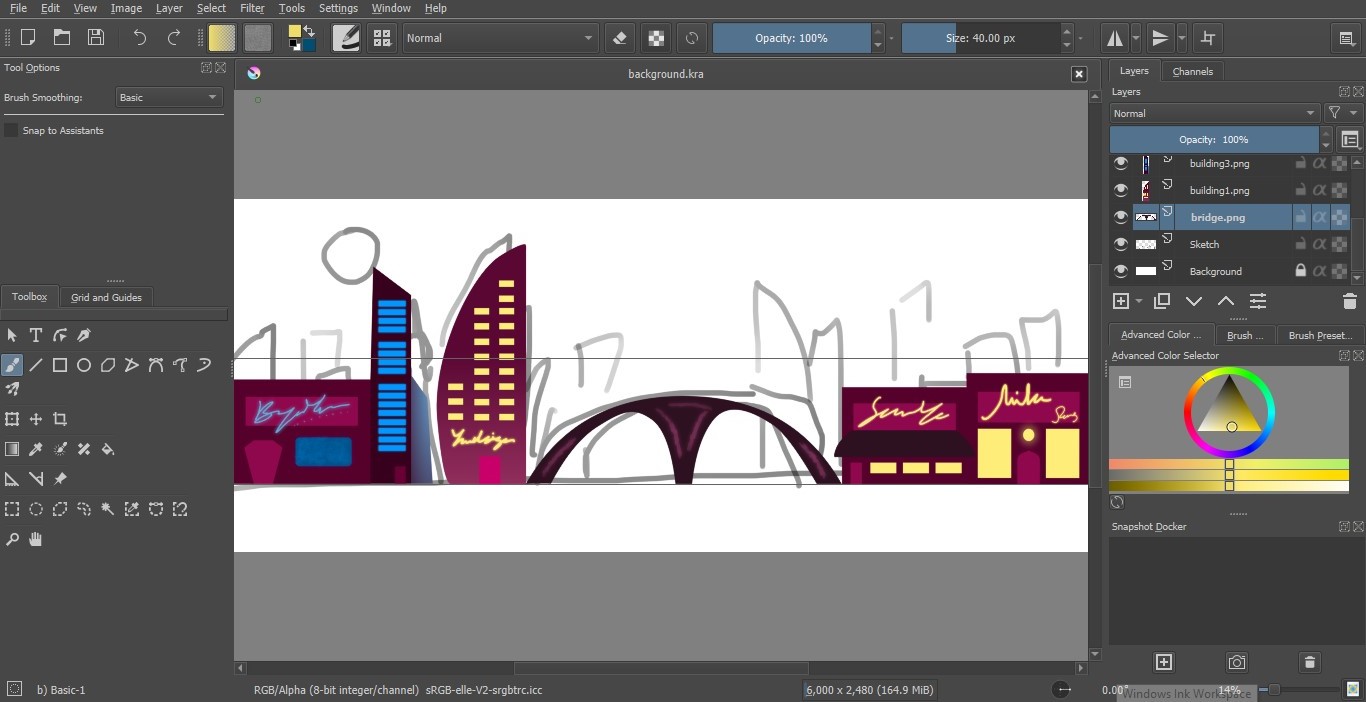 File Edit View Image Layer Select Filter Tools Settings Window Help
Normal
Opacity: 100%
Size: 40.00 px
Tool Options
Brush Smoothing: Basic
Snap to Assistants
Toolbox
Grid and Guides
background.kra
Layers
Channels
Layers
Normal
Opacity: 100%
building3.png
building1.png
bridge.png
Sketch
Background
Advanced Color ...
Brush ...
Brush Preset...
Advanced Color Selector
Snapshot Docker
b) Basic-1
RGB/Alpha (8-bit integer/channel) sRGB-elle-V2-srgbtrc.icc
6,000 x 2,480 (164.9 MiB)
0.00°
14%
Windows Ink Workspace